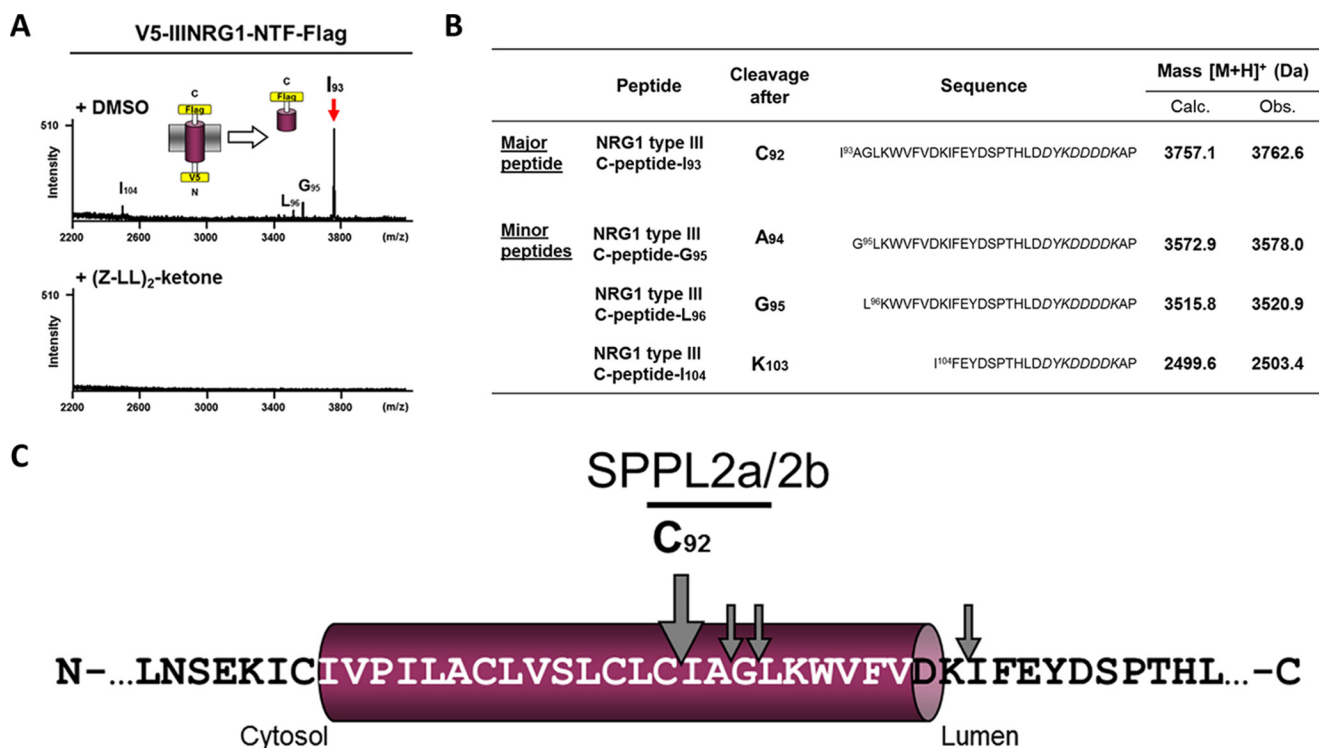 A
V5-IIINRG1-NTF-Flag
+ DMSO
510
Intensity
C
Flag
V5
N
C
Flag
I93
I104
L96
G95
2200 2600 3000 3400 3800 (m/z)
+ (Z-LL)2-ketone
510
Intensity
2200 2600 3000 3400 3800 (m/z)
B
Peptide Cleavage after Sequence Mass [M+H]+ (Da)
Calc. Obs.
Major peptide NRG1 type III C-peptide-I93 C92 I93AGLKWVFVDKIFEYDSPTHLDDYKDDDDKAP 3757.1 3762.6
Minor peptides NRG1 type III C-peptide-G95 A94 G95LKWVFVDKIFEYDSPTHLDDYKDDDDKAP 3572.9 3578.0
NRG1 type III C-peptide-L96 G95 L96KWVFVDKIFEYDSPTHLDDYKDDDDKAP 3515.8 3520.9
NRG1 type III C-peptide-I104 K103 I104FEYDSPTHLDDYKDDDDKAP 2499.6 2503.4
C
SPPL2a/2b
C92
N-...LNSEKICIVPILACLVSLCLCIAGLKWVFVDKIFEYDSPTHL...-C
Cytosol Lumen